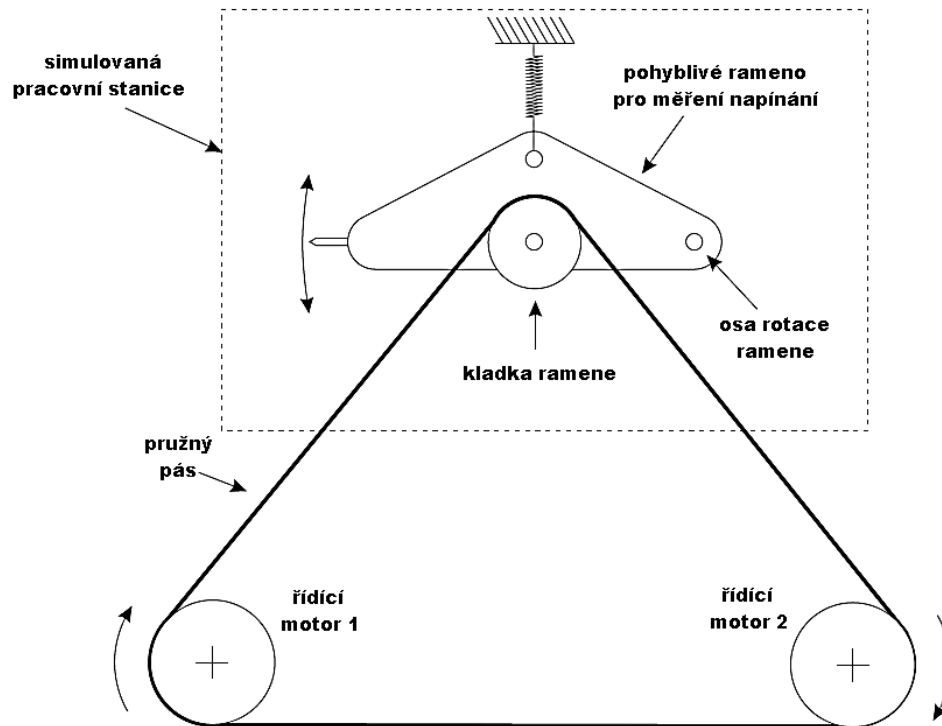 simulovaná
pracovní stanice
pohyblivé rameno
pro měření napínání
osa rotace
ramene
kladka ramene
pružný
pás
řídící
motor 1
řídící
motor 2